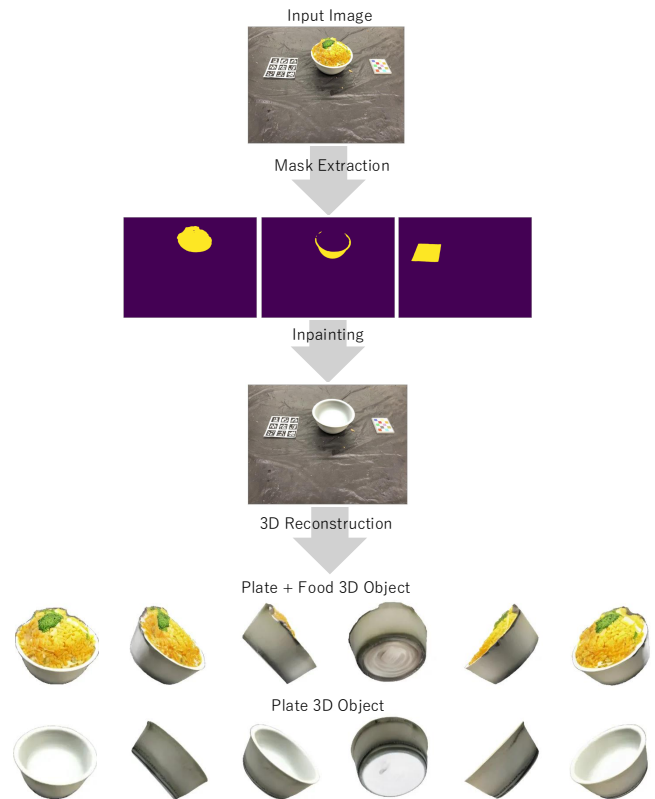 Input Image
Mask Extraction
Inpainting
3D Reconstruction
Plate + Food 3D Object
Plate 3D Object